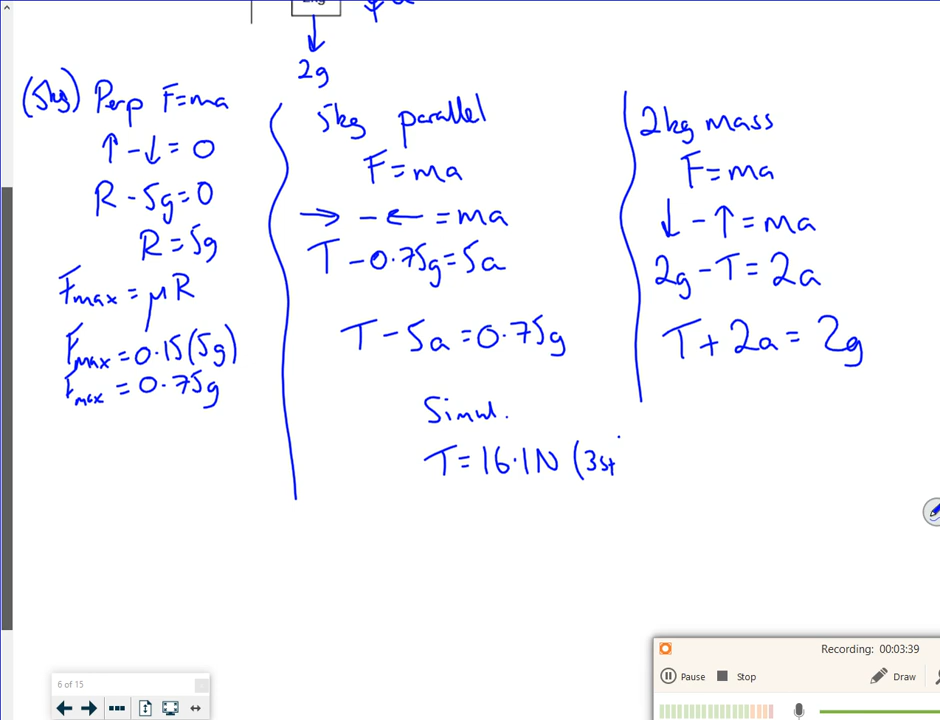 2g
(5kg) Perp F=ma
↑ - ↓ = 0
R - 5g = 0
R = 5g
Fmax = μR
Fmax = 0.15(5g)
Fmax = 0.75g
5kg parallel
F = ma
→ - ← = ma
T - 0.75g = 5a
T - 5a = 0.75g
Simul.
T = 16.1N (3sf
2kg mass
F = ma
↓ - ↑ = ma
2g - T = 2a
T + 2a = 2g
6 of 15
Recording: 00:03:39
Pause Stop Draw